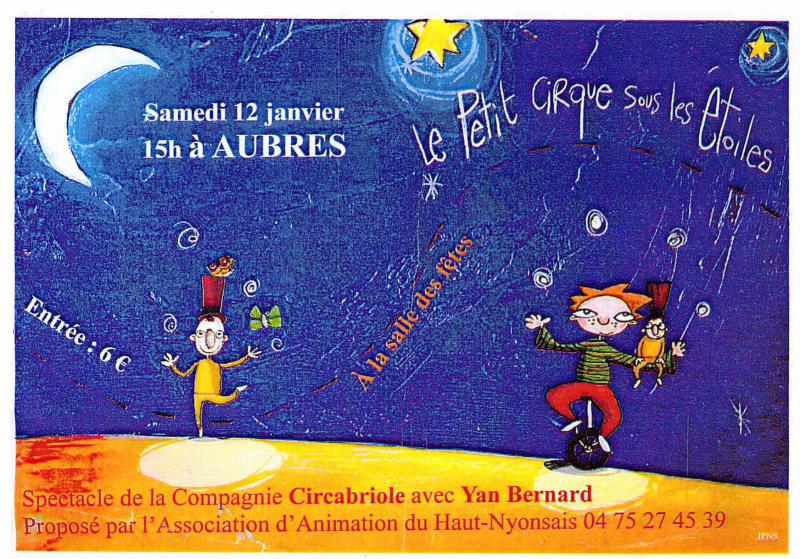 Samedi 12 janvier
15h à AUBRES
Le Petit CiRque sous les étoiles
À la salle des fêtes
Entrée : 6 €
Spectacle de la Compagnie Circabriole avec Yan Bernard
Proposé par l'Association d'Animation du Haut-Nyonsais 04 75 27 45 39
IPNS